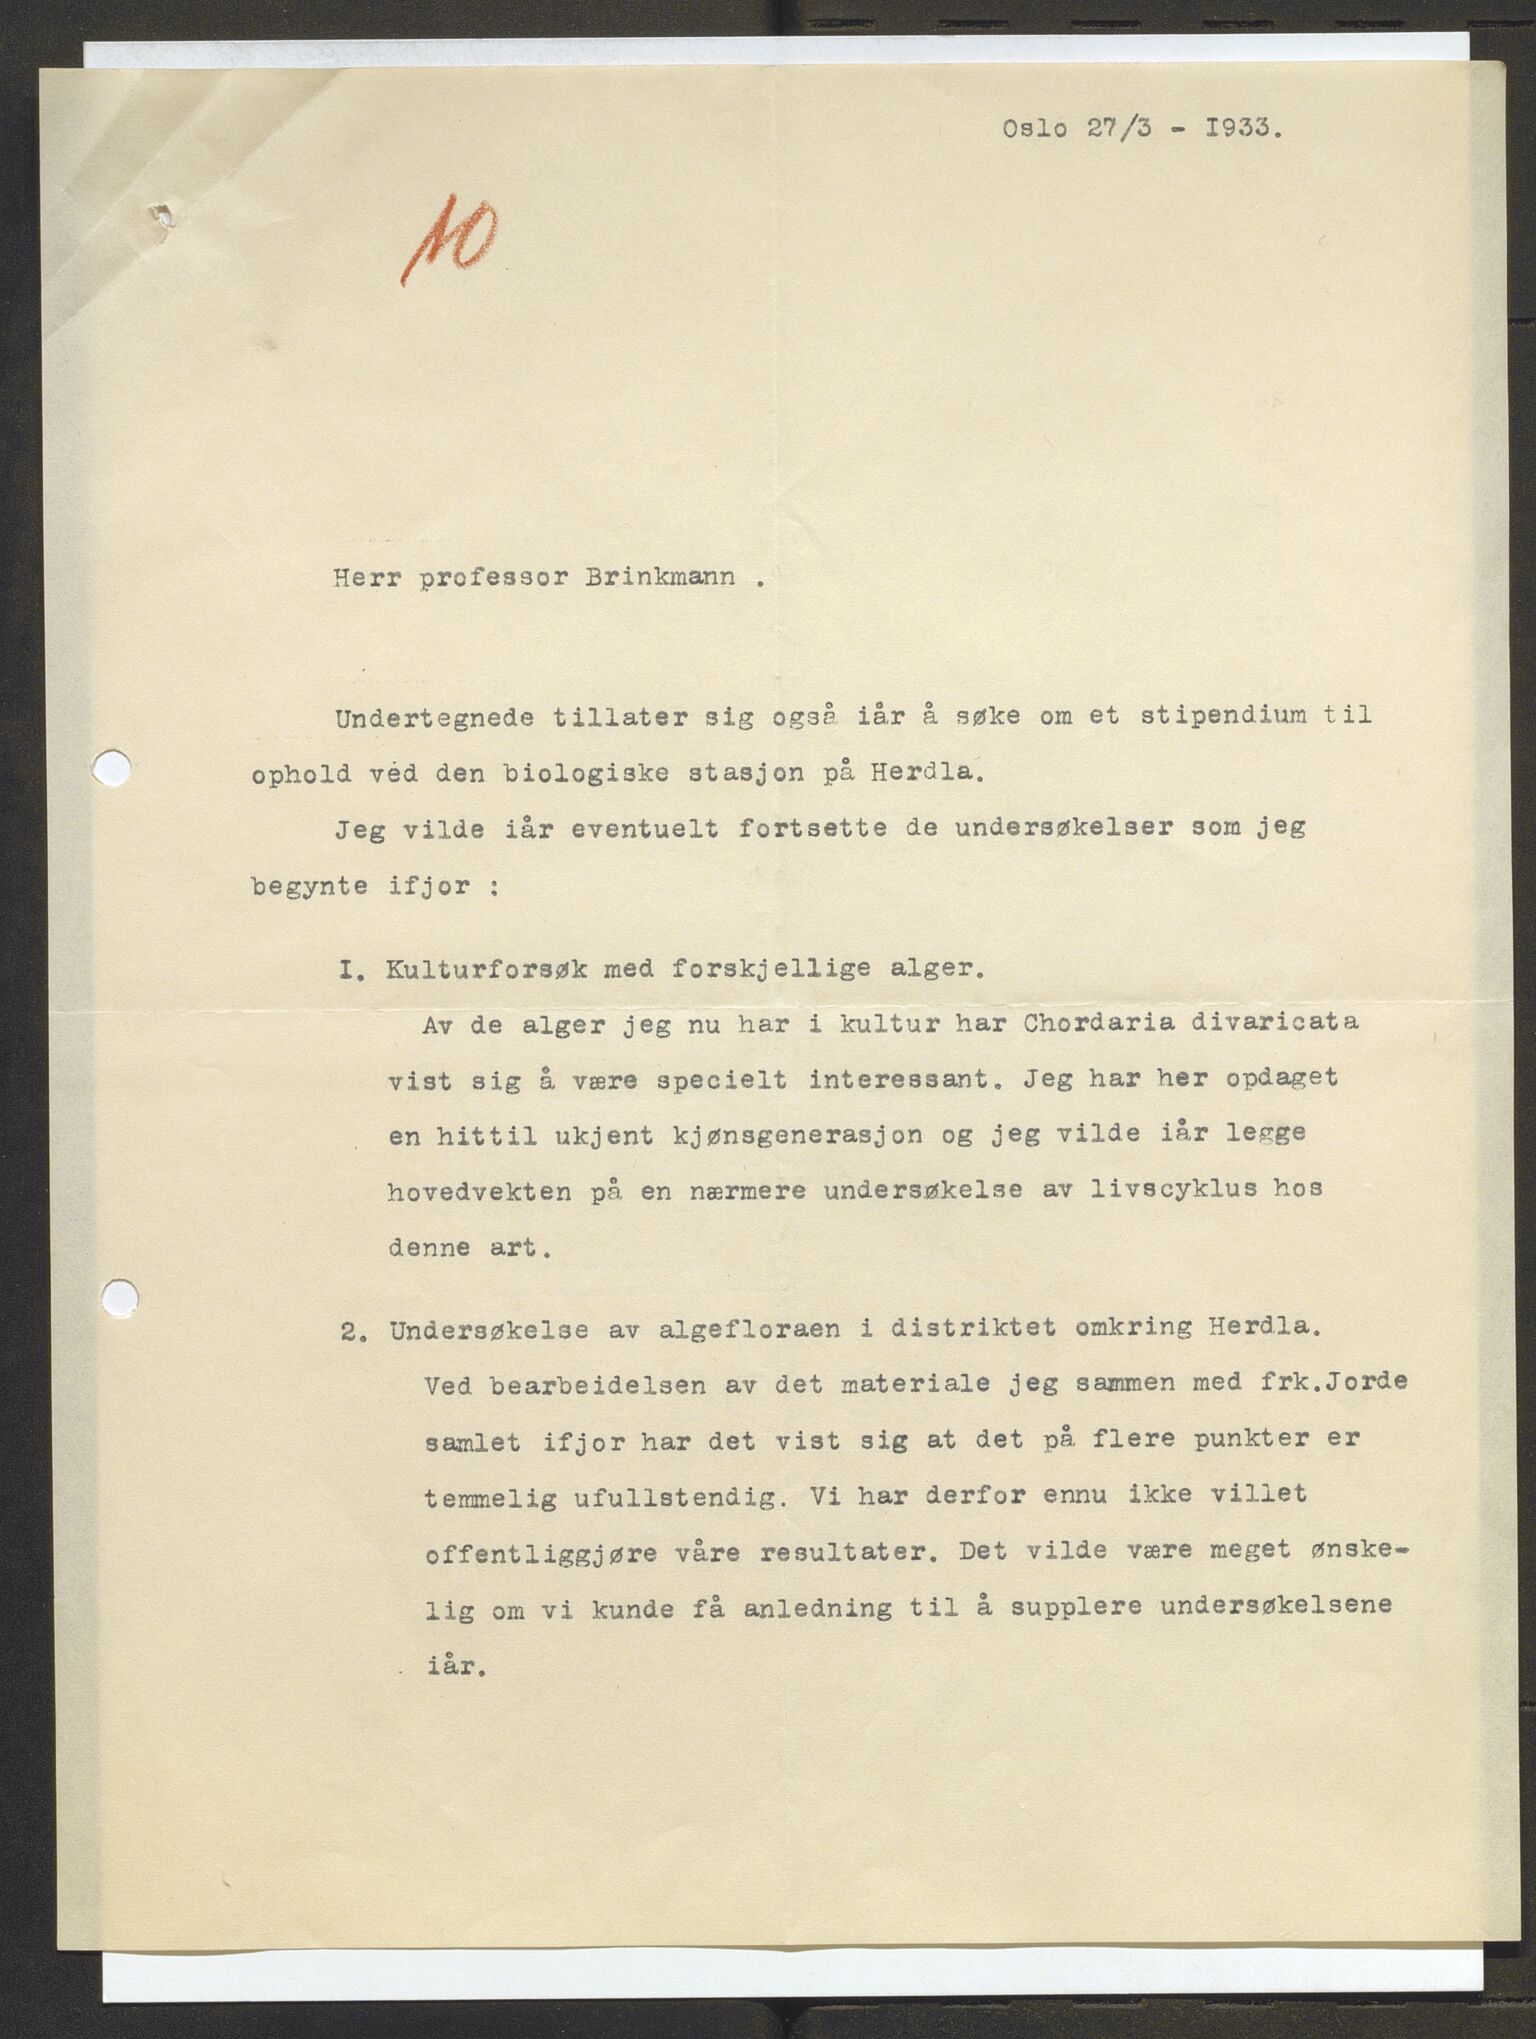 Oslo 27/3 - I933.
10
Herr professor Brinkmann .
Undertegnede tillater sig også iår å søke om et stipendium til
ophold ved den biologiske stasjon på Herdla.
Jeg vilde iår eventuelt fortsette de undersøkelser som jeg
begynte ifjor :
I. Kulturforsøk med forskjellige alger.
Av de alger jeg nu har i kultur har Chordaria divaricata
vist sig å være specielt interessant. Jeg har her opdaget
en hittil ukjent kjønsgenerasjon og jeg vilde iår legge
hovedvekten på en nærmere undersøkelse av livscyklus hos
denne art.
2. Undersøkelse av algefloraen i distriktet omkring Herdla.
Ved bearbeidelsen av det materiale jeg sammen med frk.Jorde
samlet ifjor har det vist sig at det på flere punkter er
temmelig ufullstendig. Vi har derfor ennu ikke villet
offentliggjøre våre resultater. Det vilde være meget ønske-
lig om vi kunde få anledning til å supplere undersøkelsene
iår.